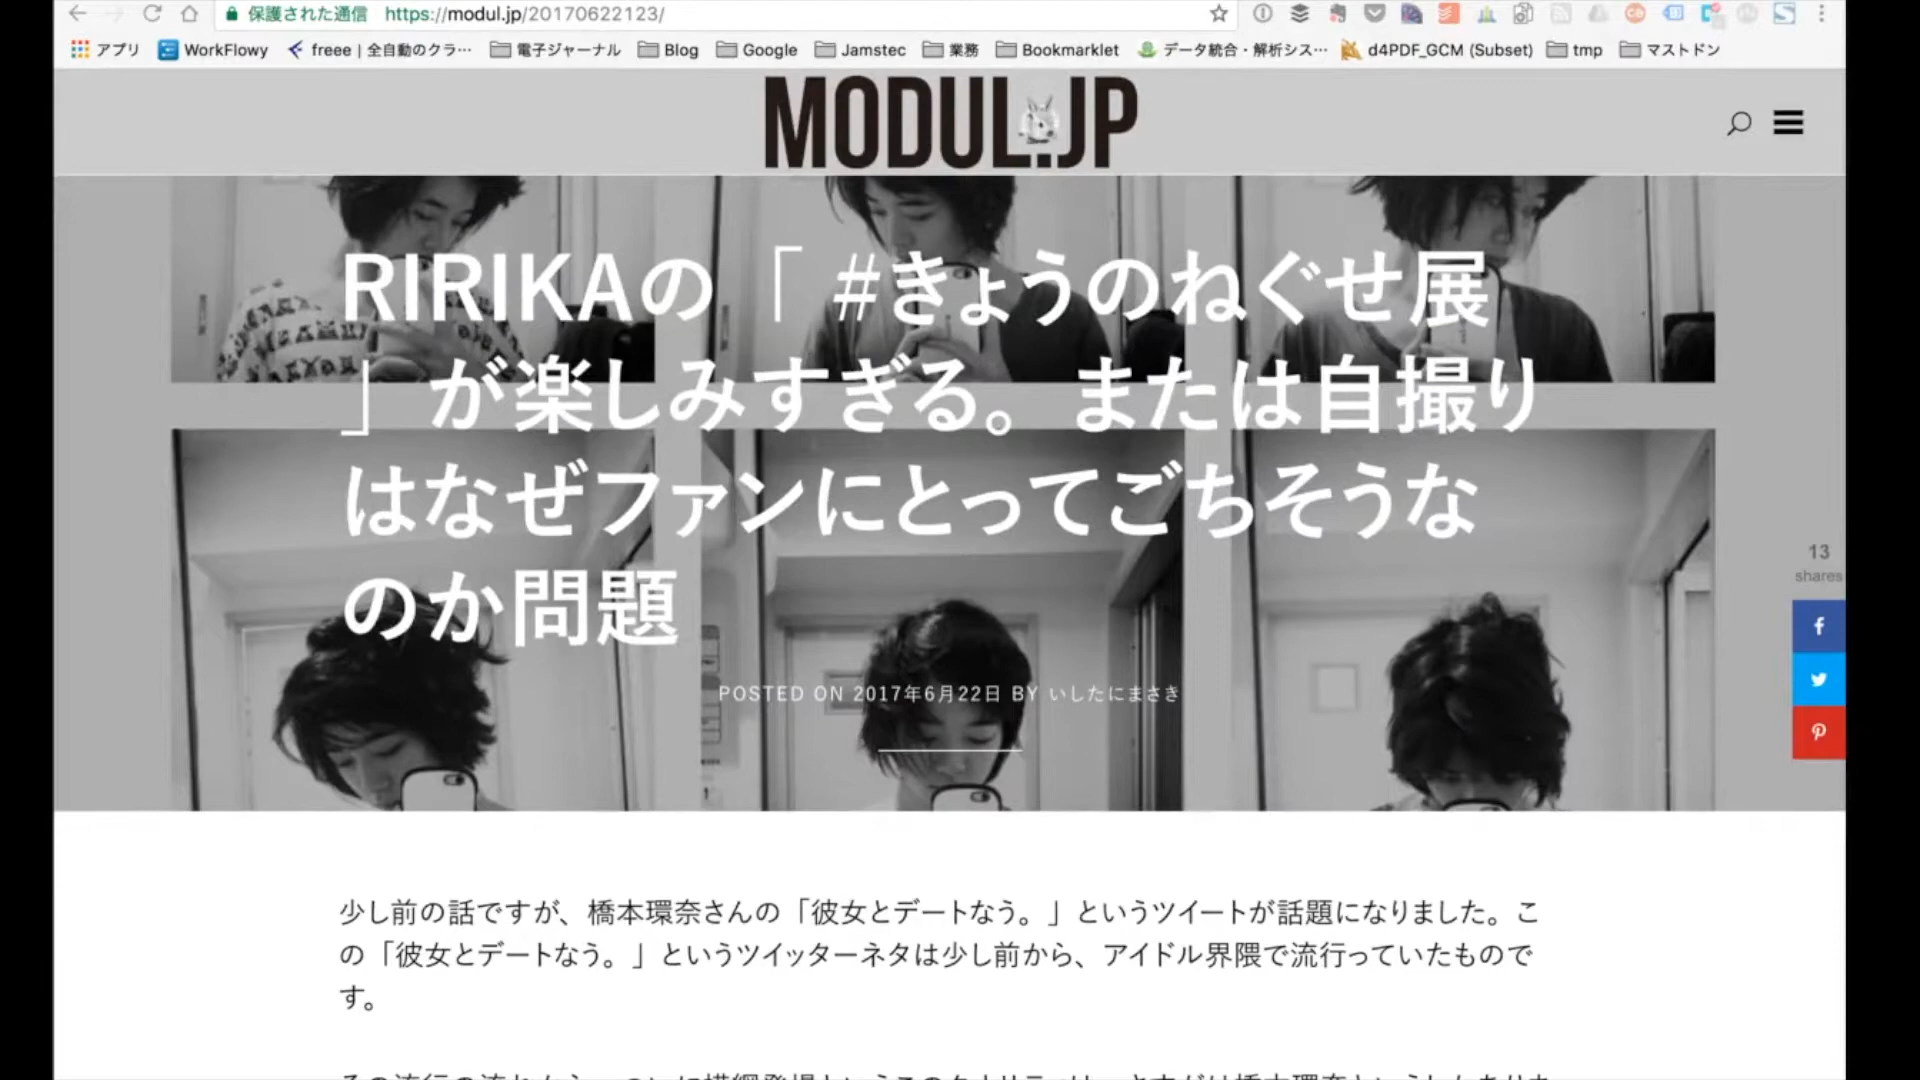 保護された通信 https://modul.jp/20170622123/
アプリ WorkFlowy freee | 全自動のクラ… 電子ジャーナル Blog Google Jamstec 業務 Bookmarklet データ統合・解析シス… d4PDF_GCM (Subset) tmp マストドン
MODUL.JP
RIRIKAの「 #きょうのねぐせ展
」が楽しみすぎる。または自撮り
はなぜファンにとってごちそうな
のか問題
POSTED ON 2017年6月22日 BY いしたにまさき
13
shares
少し前の話ですが、橋本環奈さんの「彼女とデートなう。」というツイートが話題になりました。こ
の「彼女とデートなう。」というツイッターネタは少し前から、アイドル界隈で流行っていたもので
す。